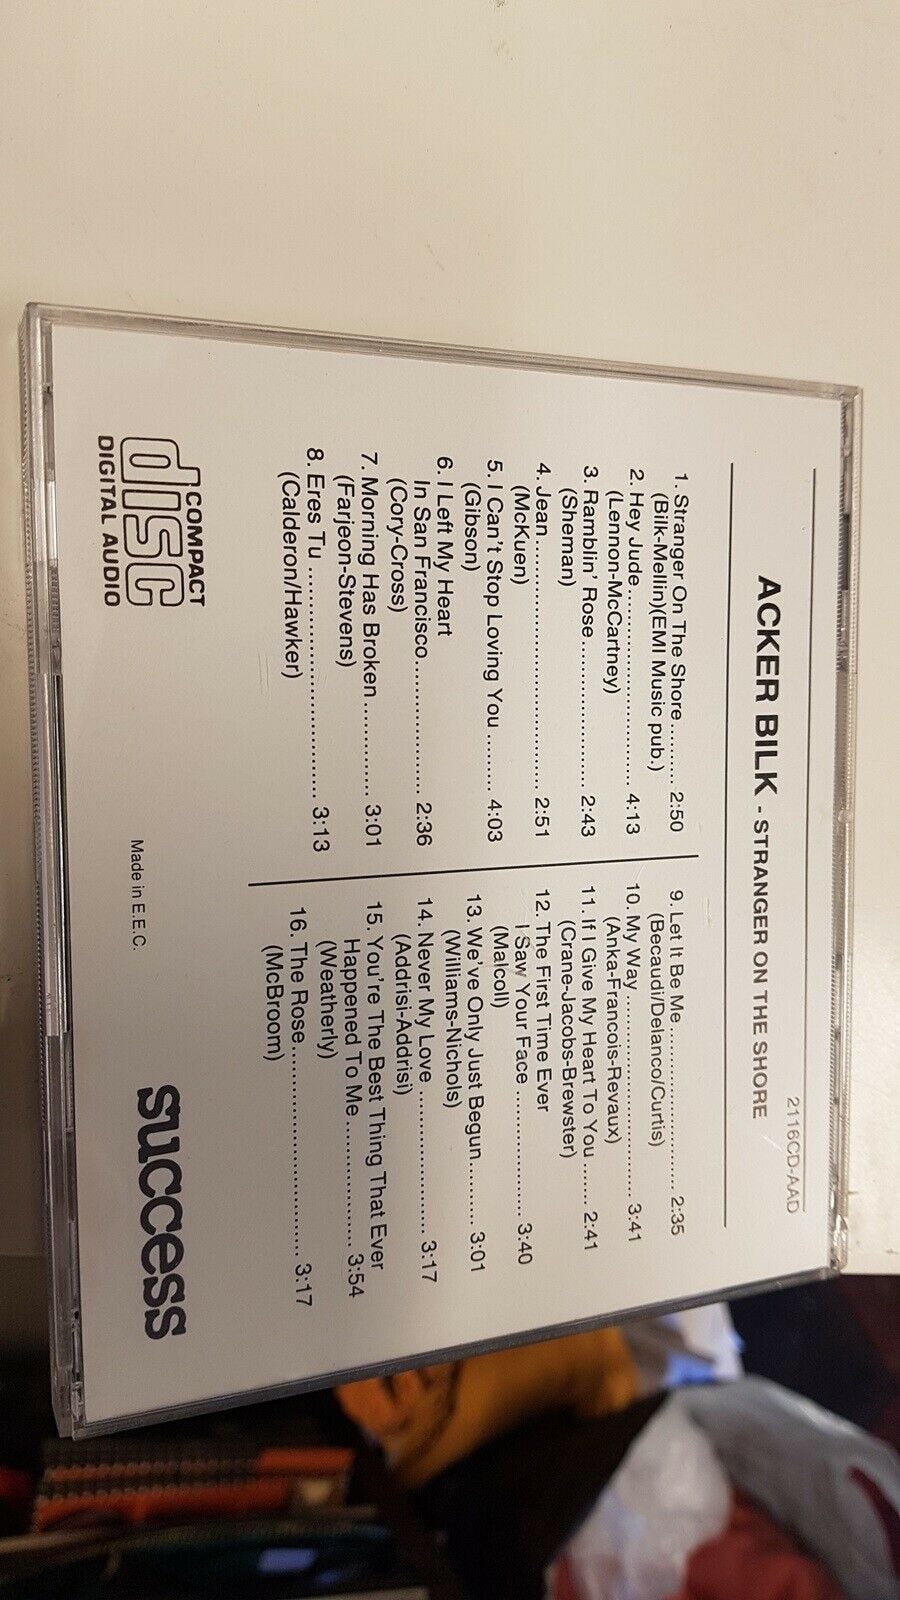 2116CD-AAD
ACKER BILK - STRANGER ON THE SHORE
1. Stranger On The Shore.......... 2:50
(Bilk-Mellin)(EMI Music pub.)
2. Hey Jude.............................. 4:13
(Lennon-McCartney)
3. Ramblin' Rose...................... 2:43
(Sheman)
4. Jean..................................... 2:51
(McKuen)
5. I Can't Stop Loving You......... 4:03
(Gibson)
6. I Left My Heart
In San Francisco.................. 2:36
(Cory-Cross)
7. Morning Has Broken............. 3:01
(Farjeon-Stevens)
8. Eres Tu................................ 3:13
(Calderon/Hawker)
9. Let It Be Me......................... 2:35
(Becaudi/Delanco/Curtis)
10. My Way............................... 3:41
(Anka-Francois-Revaux)
11. If I Give My Heart To You...... 2:41
(Crane-Jacobs-Brewster)
12. The First Time Ever
I Saw Your Face.................. 3:40
(Malcoll)
13. We've Only Just Begun......... 3:01
(Williams-Nichols)
14. Never My Love..................... 3:17
(Addrisi-Addrisi)
15. You're The Best Thing That Ever
Happened To Me.................. 3:54
(Weatherly)
16. The Rose.............................. 3:17
(McBroom)
COMPACT
disc
DIGITAL AUDIO
Made in E.E.C.
success